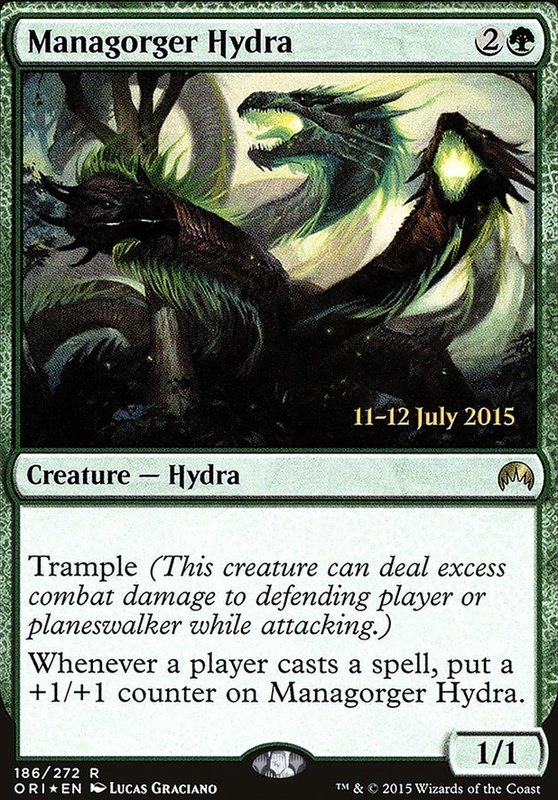 Managorger Hydra 2
11–12 July 2015
Creature — Hydra
Trample (This creature can deal excess
combat damage to defending player or
planeswalker while attacking.)
Whenever a player casts a spell, put a
+1/+1 counter on Managorger Hydra.
1/1
186/272 R
ORI★EN Lucas Graciano
™ & © 2015 Wizards of the Coast